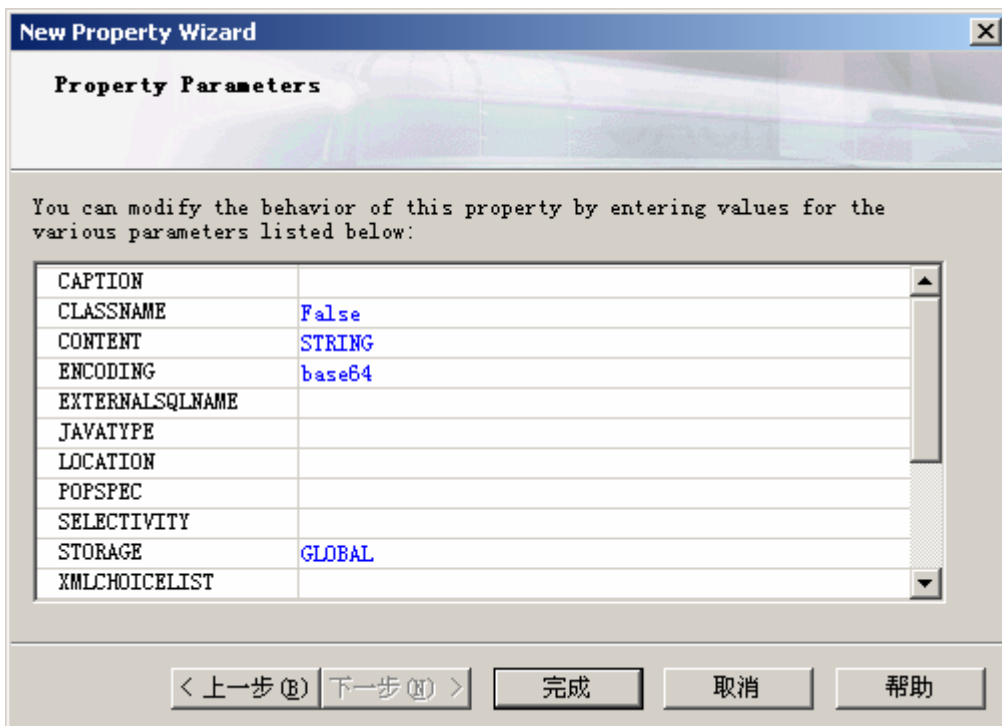 New Property Wizard
Property Parameters
You can modify the behavior of this property by entering values for the
various parameters listed below:
CAPTION
CLASSNAME False
CONTENT STRING
ENCODING base64
EXTERNALSQLNAME
JAVATYPE
LOCATION
POPSPEC
SELECTIVITY
STORAGE GLOBAL
XMLCHOICELIST
< 上一步(B) 下一步(N) > 完成 取消 帮助